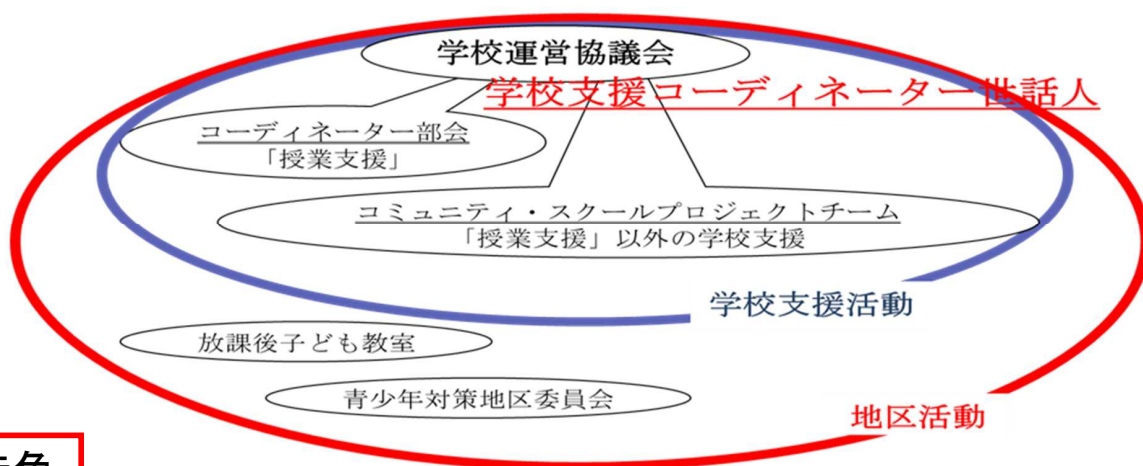 学校運営協議会
学校支援コーディネーター世話人
コーディネーター部会
「授業支援」
コミュニティ・スクールプロジェクトチーム
「授業支援」以外の学校支援
学校支援活動
放課後子ども教室
青少年対策地区委員会
地区活動